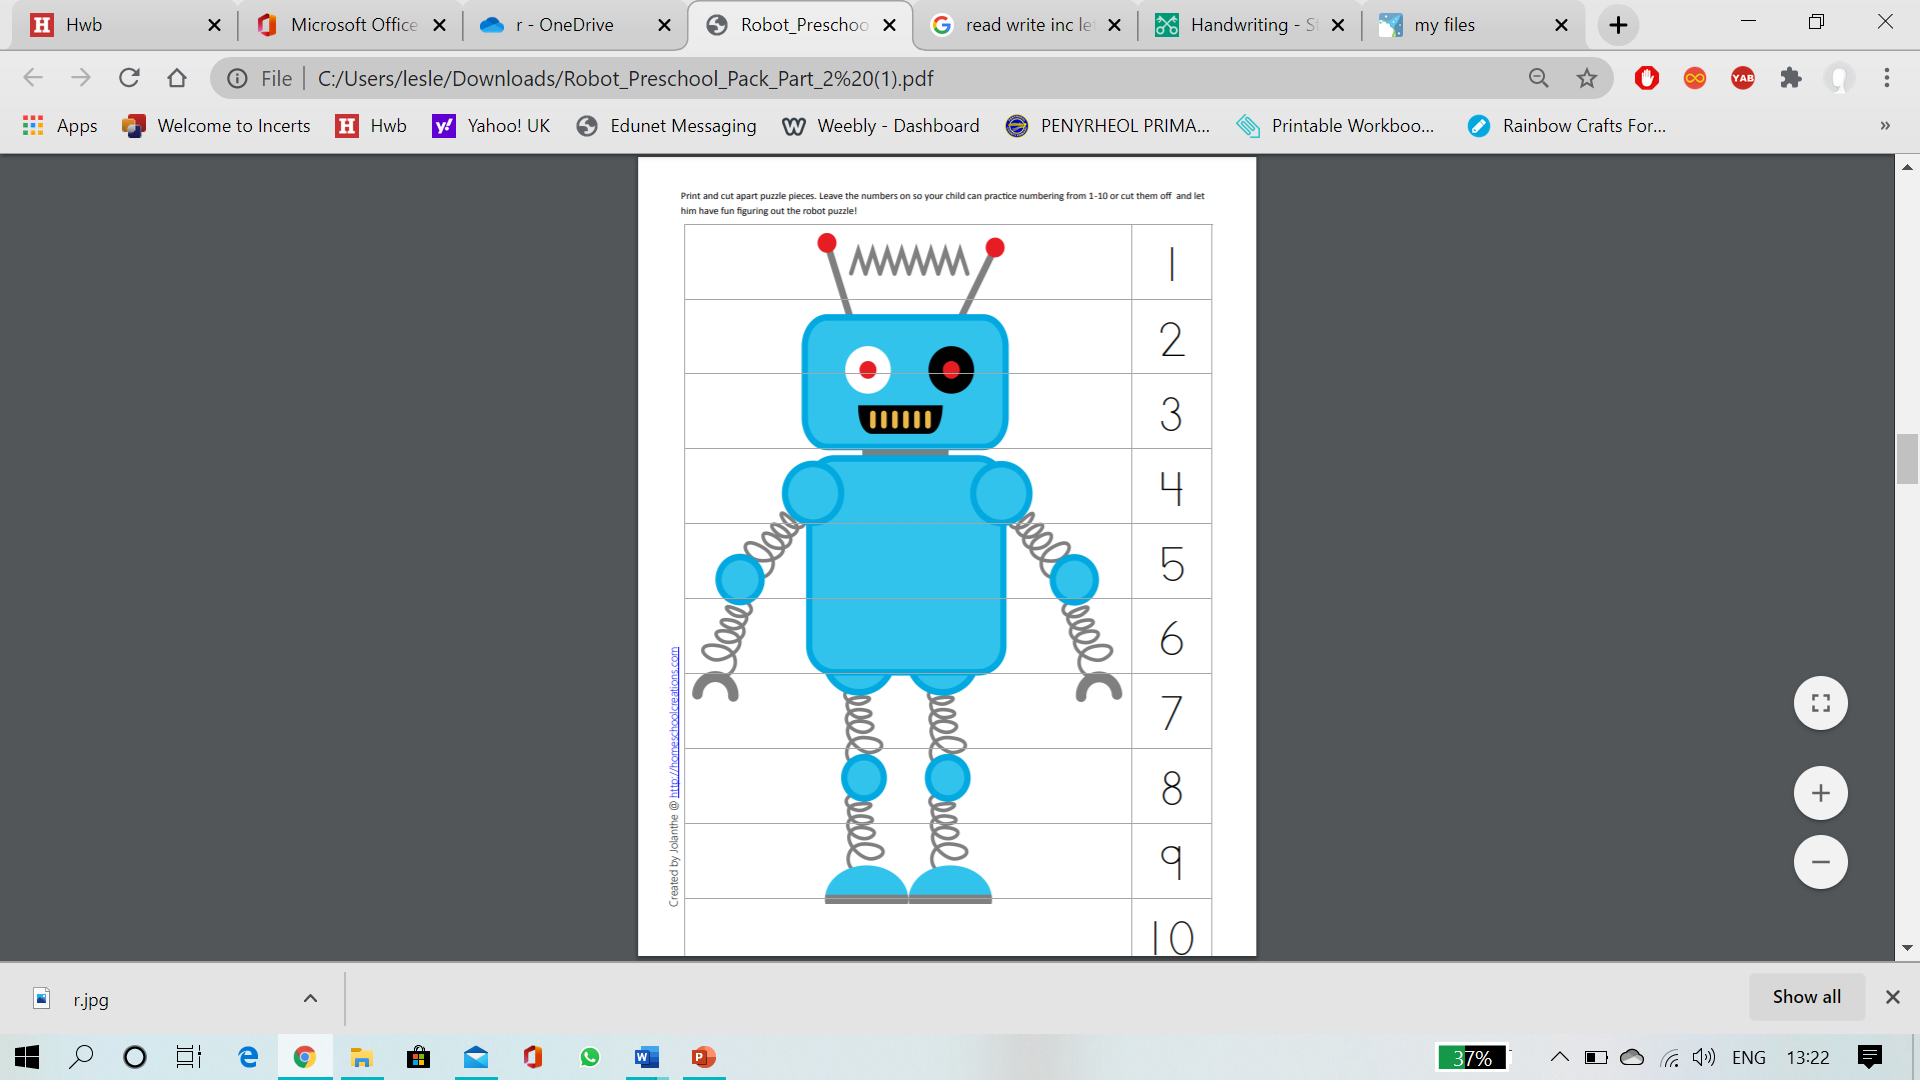 Hwb
Microsoft Office
r - OneDrive
Robot_Preschoo
read write inc le
Handwriting - S
my files
File
C:/Users/lesle/Downloads/Robot_Preschool_Pack_Part_2%20(1).pdf
YAB
Apps
Welcome to Incerts
Hwb
Yahoo! UK
Edunet Messaging
Weebly - Dashboard
PENYRHEOL PRIMA...
Printable Workboo...
Rainbow Crafts For...
»
Print and cut apart puzzle pieces. Leave the numbers on so your child can practice numbering from 1-10 or cut them off and let
him have fun figuring out the robot puzzle!
1
2
3
4
5
6
7
8
9
10
Created by Jolanthe @ http://homeschoolcreations.com
r.jpg
Show all
37%
ENG
13:22